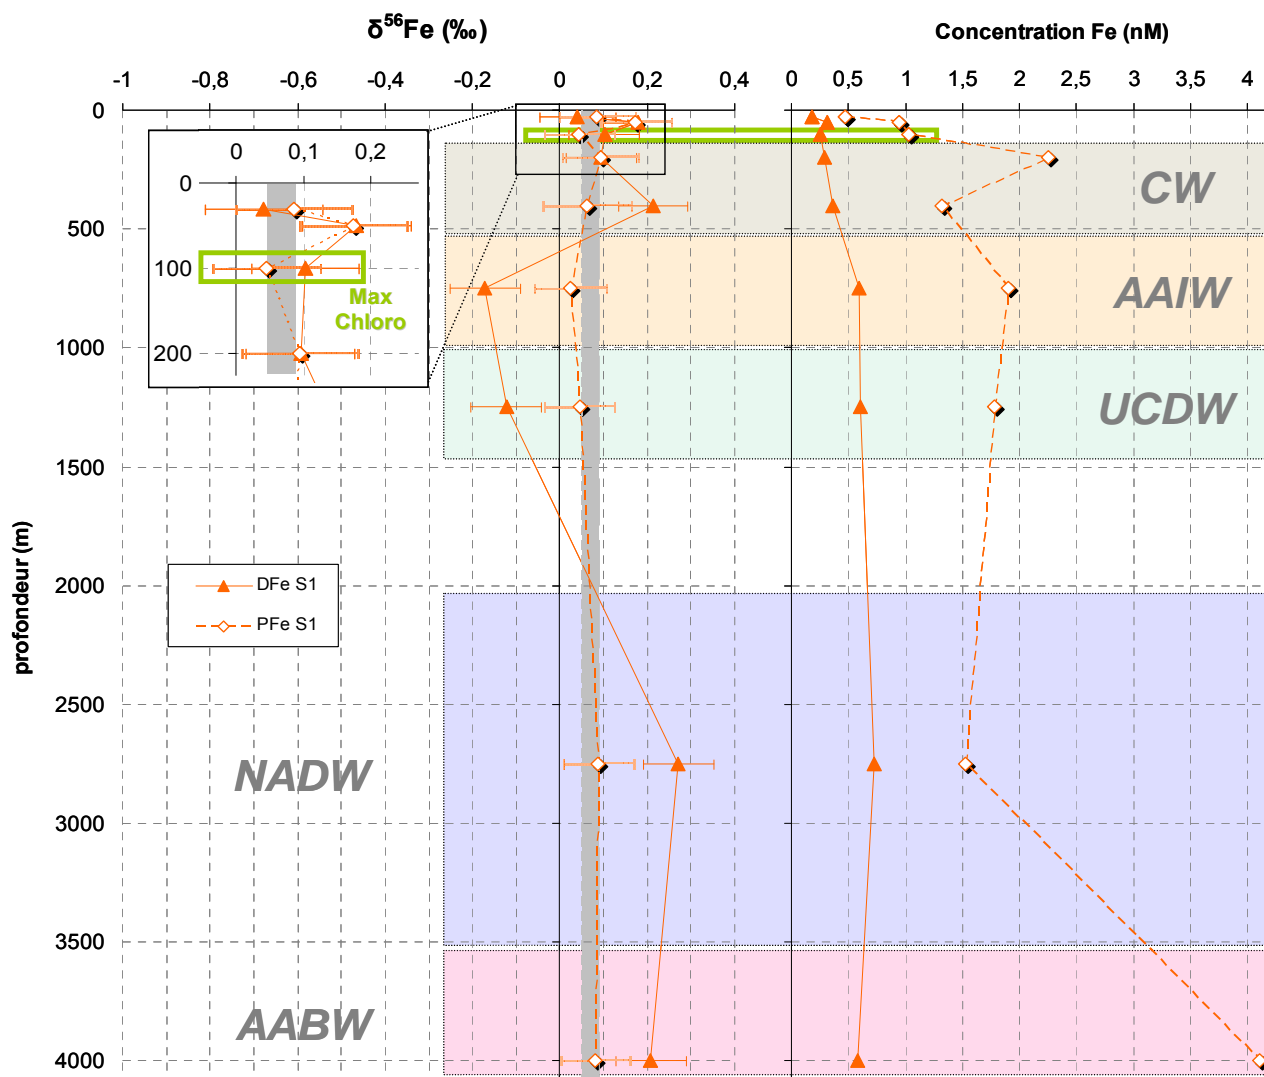 δ56Fe (‰)
Concentration Fe (nM)
-1 -0,8 -0,6 -0,4 -0,2 0 0,2 0,4
0 0,5 1 1,5 2 2,5 3 3,5 4
0
500
1000
1500
2000
2500
3000
3500
4000
profondeur (m)
0 0,1 0,2
0
100
200
Max
Chloro
DFe S1
PFe S1
CW
AAIW
UCDW
NADW
AABW